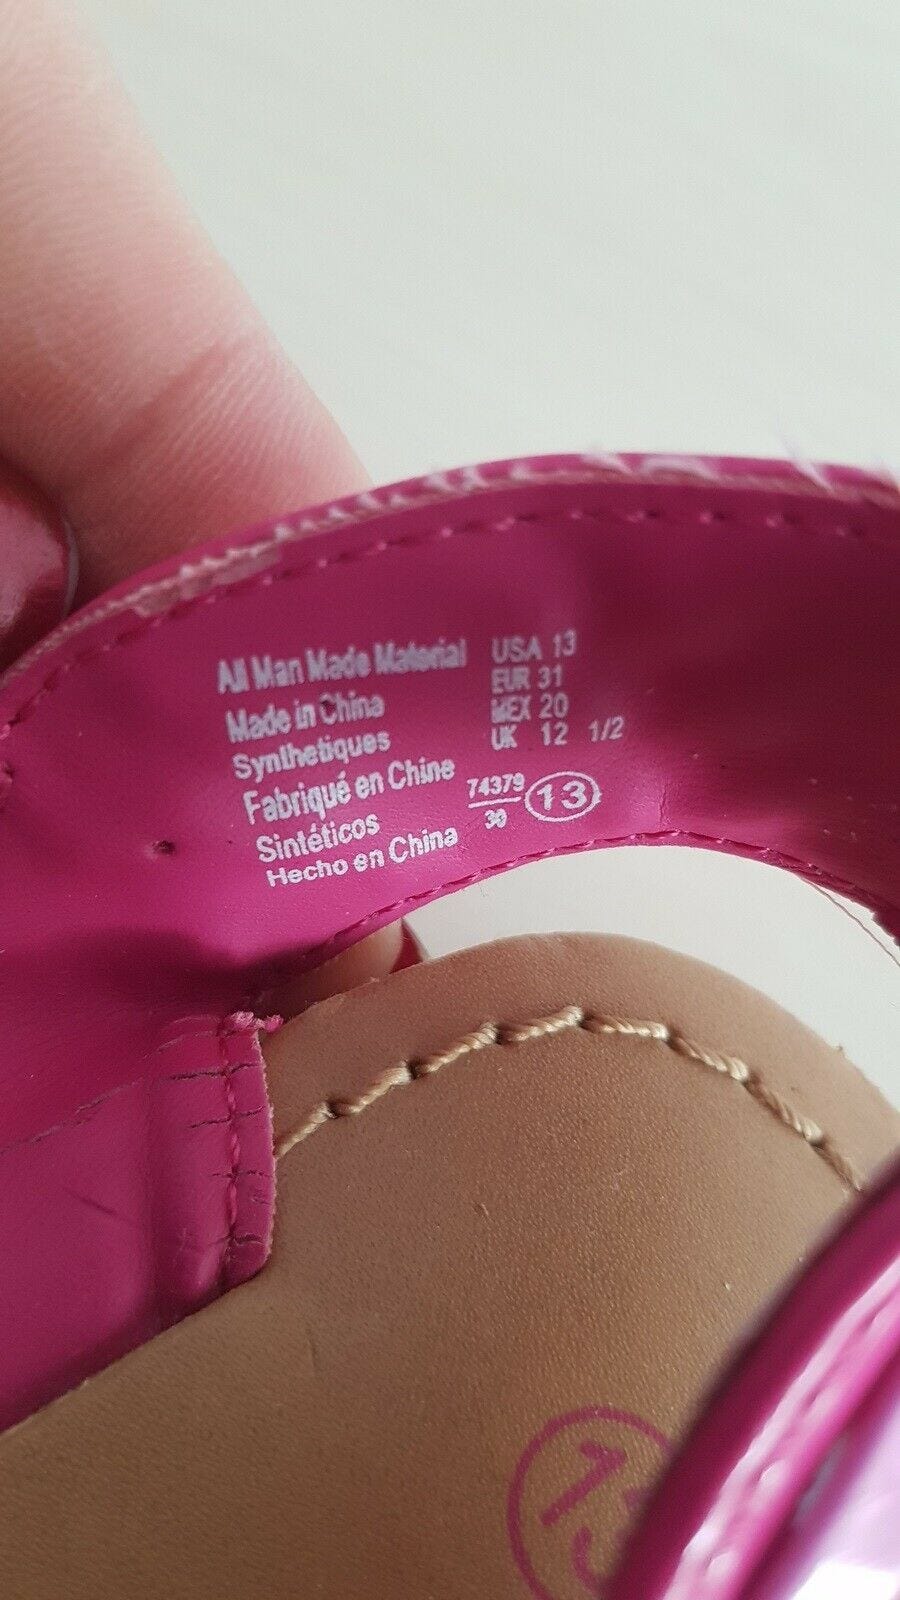 All Man Made Material
Made in China
Synthetiques
Fabriqué en Chine
Sintéticos
Hecho en China
USA 13
EUR 31
MEX 20
UK 12 1/2
74379
30
13
13